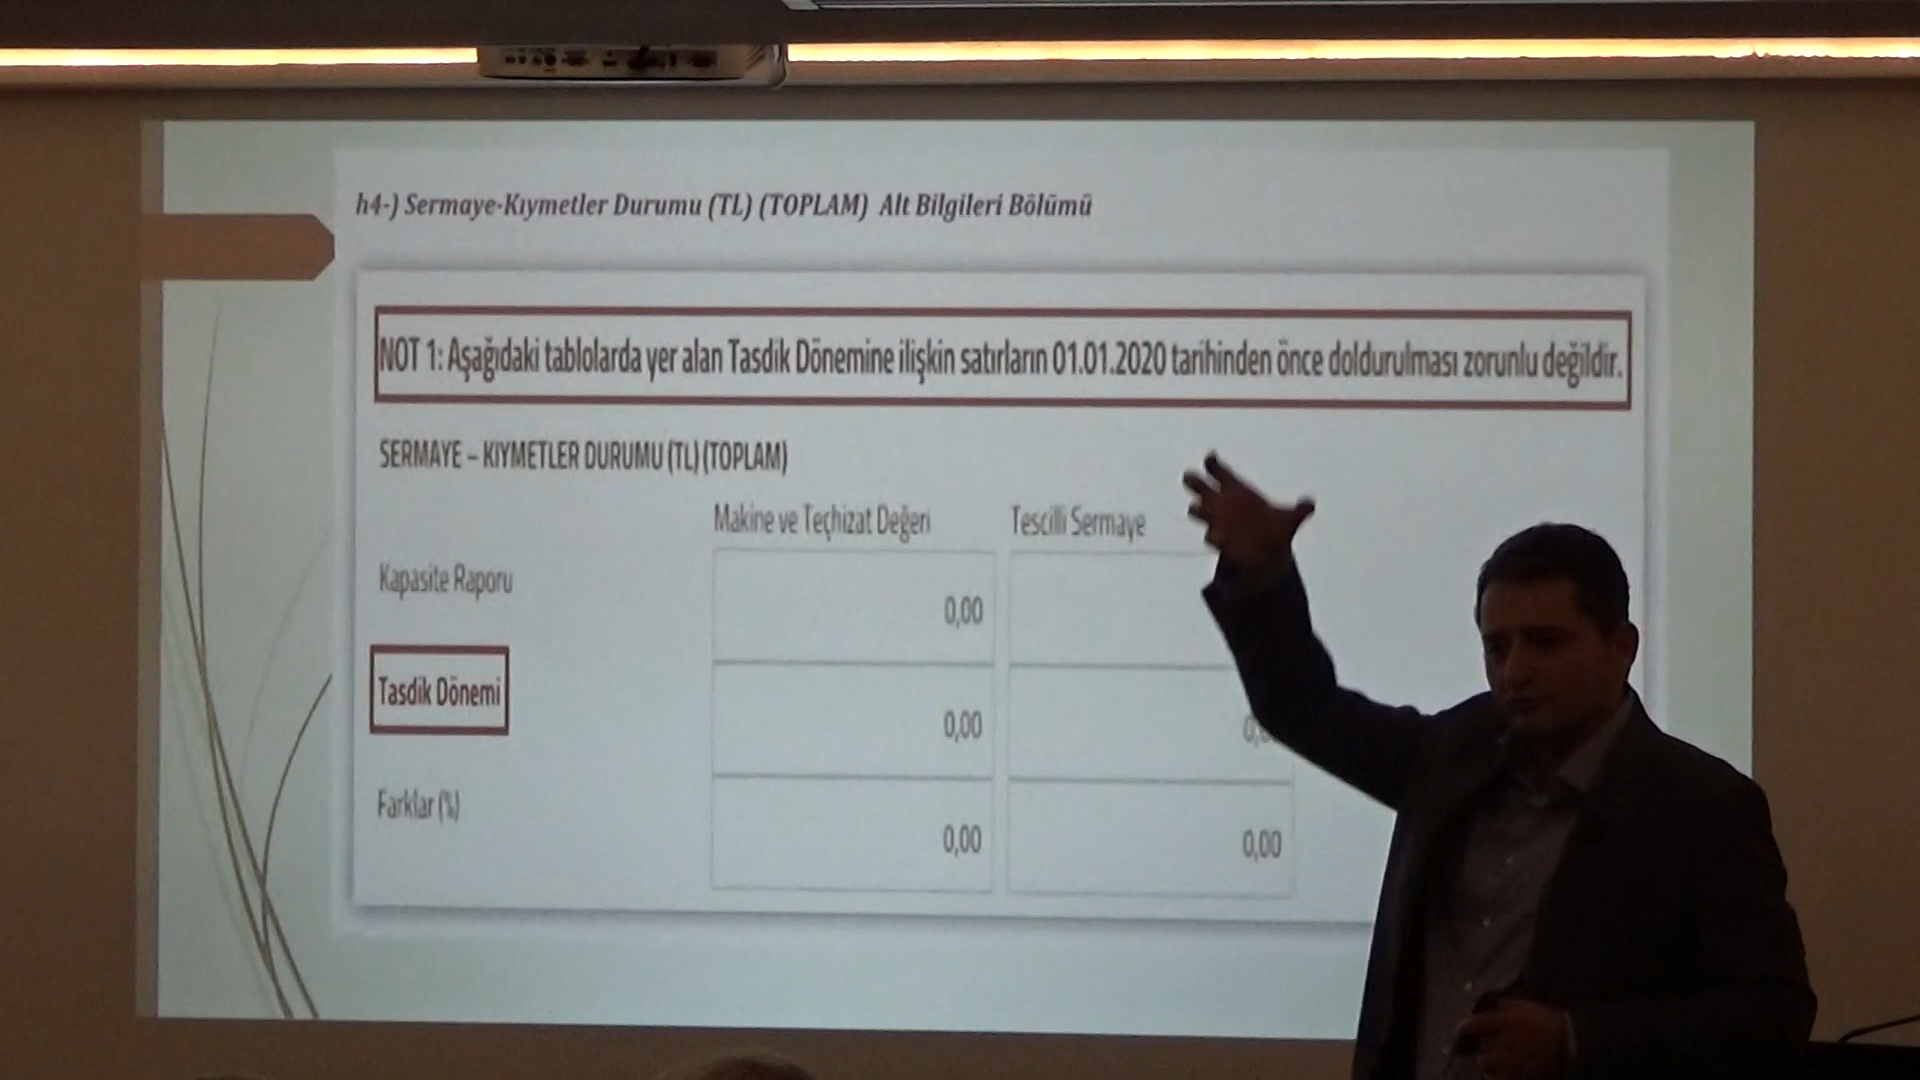 h4-) Sermaye-Kıymetler Durumu (TL) (TOPLAM) Alt Bilgileri Bölümü
NOT 1: Aşağıdaki tablolarda yer alan Tasdik Dönemine ilişkin satırların 01.01.2020 tarihinden önce doldurulması zorunlu değildir.
SERMAYE – KIYMETLER DURUMU (TL) (TOPLAM)
Makine ve Teçhizat Değeri Tescilli Sermaye
Kapasite Raporu
0,00
Tasdik Dönemi
0,00
Farklar (%)
0,00 0,00